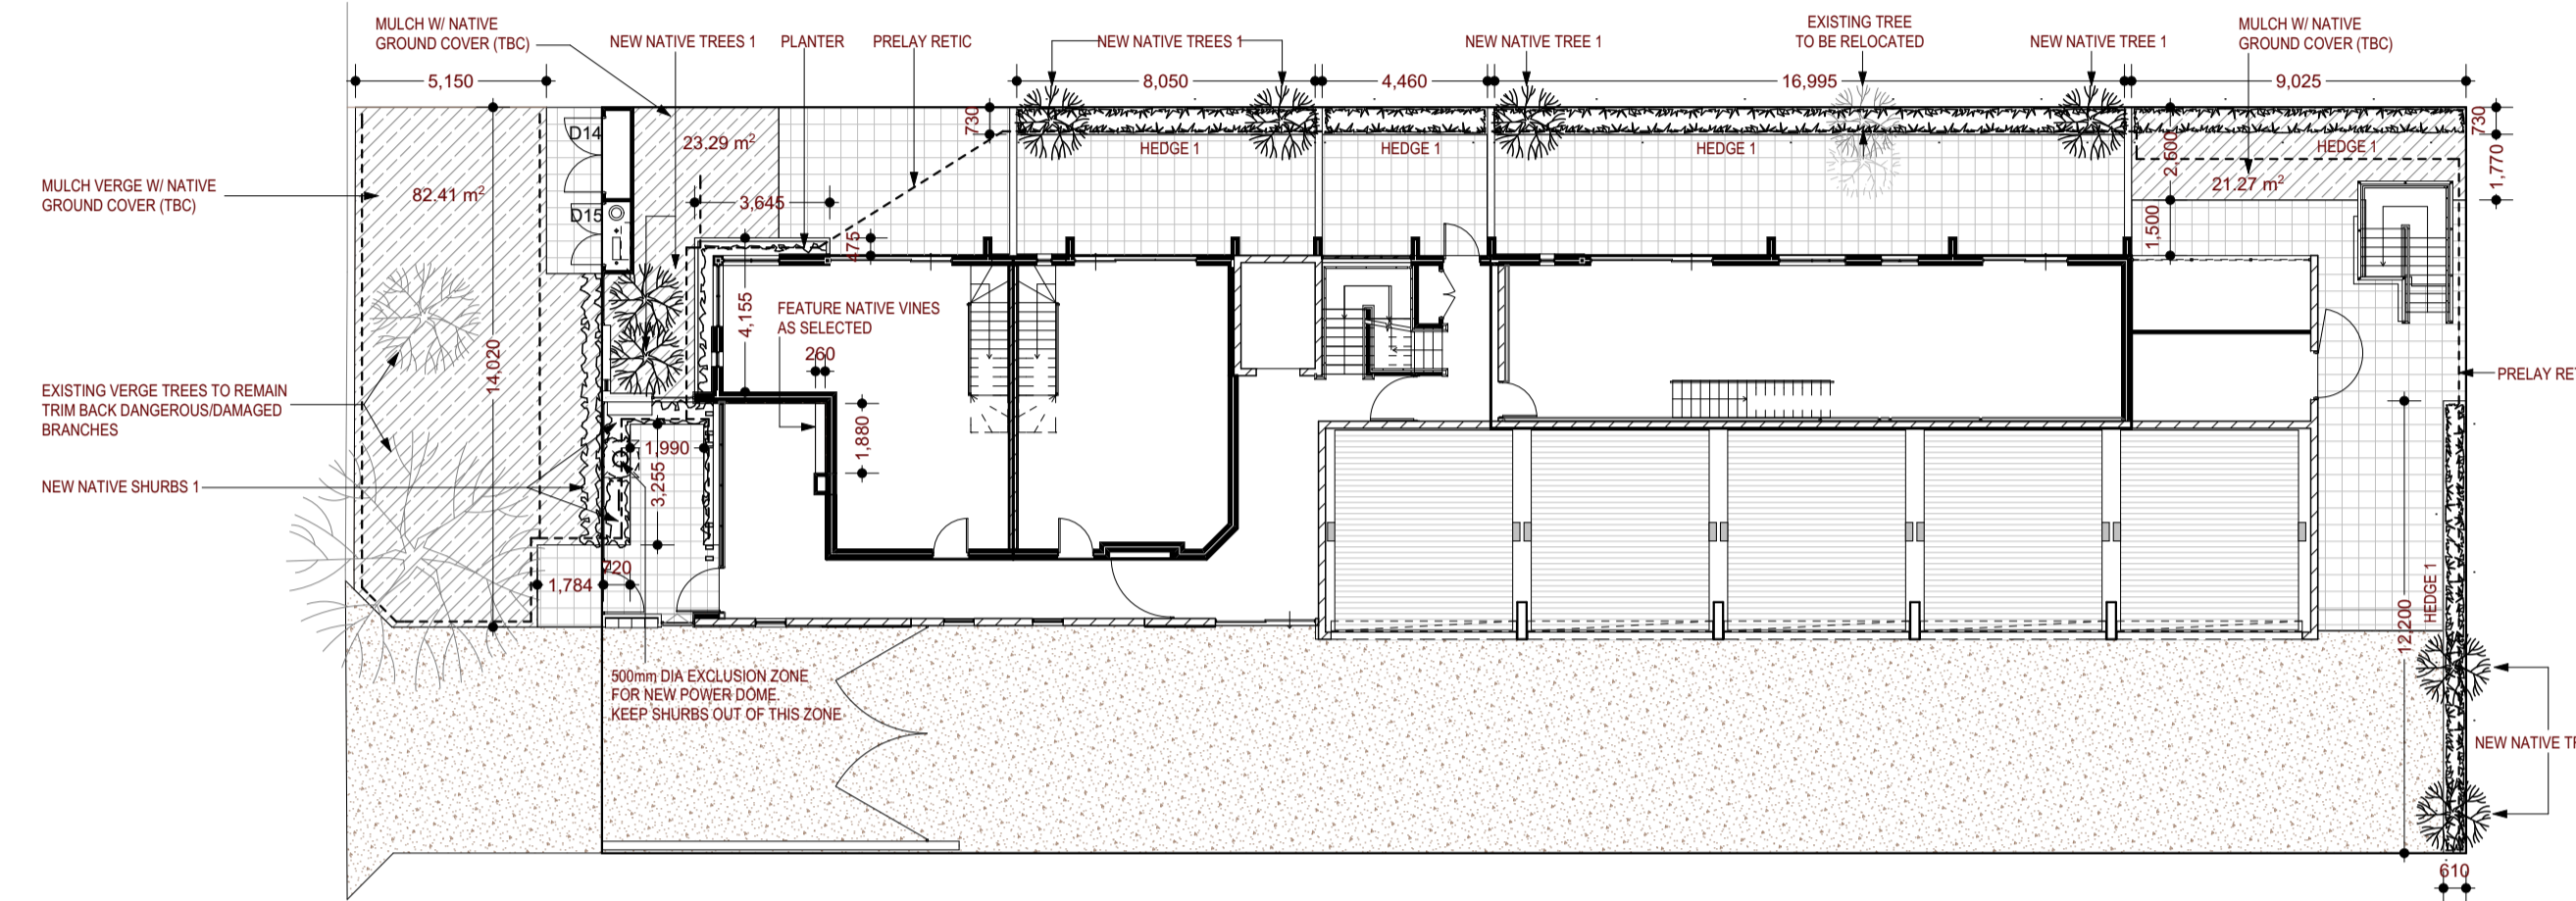 MULCH W/ NATIVE
GROUND COVER (TBC)
NEW NATIVE TREES 1
PLANTER
PRELAY RETIC
NEW NATIVE TREES 1
NEW NATIVE TREE 1
EXISTING TREE
TO BE RELOCATED
NEW NATIVE TREE 1
MULCH W/ NATIVE
GROUND COVER (TBC)
5,150
8,050
4,460
16,995
9,025
730
730
D14
23.29 m²
HEDGE 1
HEDGE 1
HEDGE 1
HEDGE 1
2,500
1,770
MULCH VERGE W/ NATIVE
GROUND COVER (TBC)
82.41 m²
21.27 m²
3,645
D15
475
1,500
4,155
FEATURE NATIVE VINES
AS SELECTED
260
14,020
EXISTING VERGE TREES TO REMAIN
TRIM BACK DANGEROUS/DAMAGED
BRANCHES
PRELAY RE
1,880
1,990
3,255
NEW NATIVE SHURBS 1
720
1,784
HEDGE 1
12,200
500mm DIA EXCLUSION ZONE
FOR NEW POWER DOME.
KEEP SHURBS OUT OF THIS ZONE
NEW NATIVE TR
610